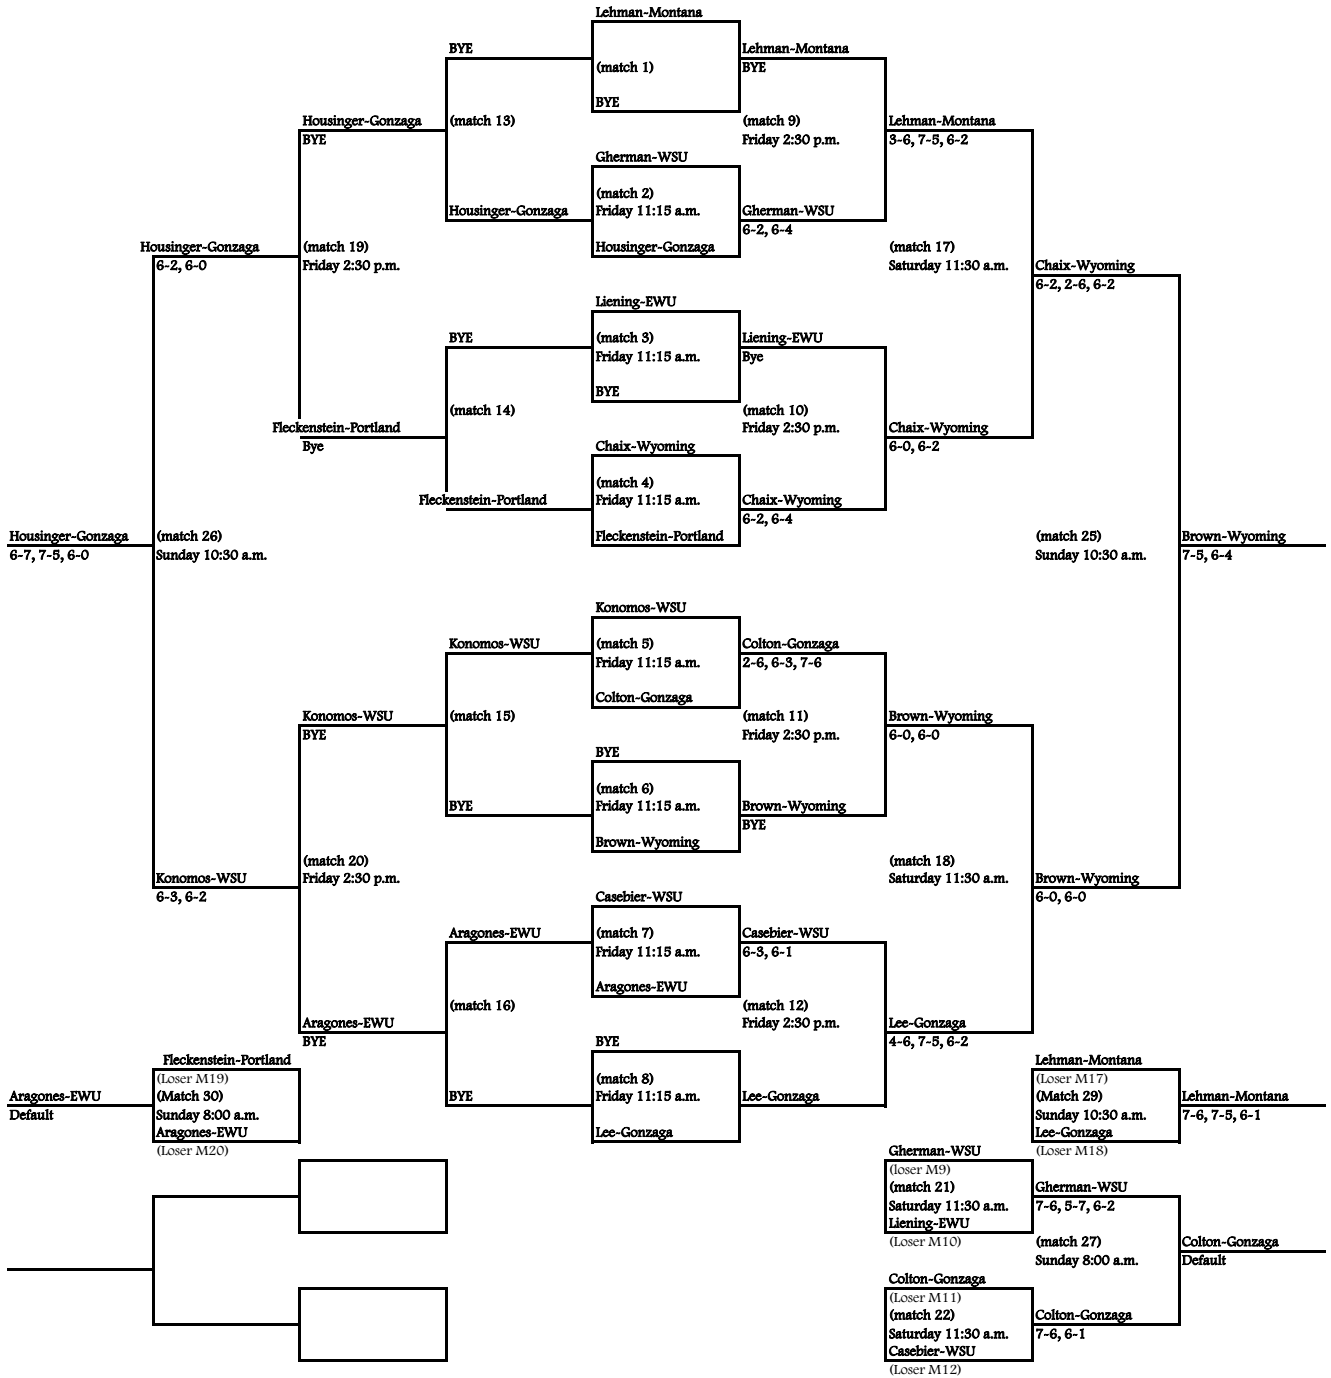 Lehman-Montana
BYE
Lehman-Montana
(match 1)
BYE
BYE
Housinger-Gonzaga
(match 13)
(match 9)
Lehman-Montana
BYE
Friday 2:30 p.m.
3-6, 7-5, 6-2
Gherman-WSU
(match 2)
Housinger-Gonzaga
Friday 11:15 a.m.
Gherman-WSU
6-2, 6-4
Housinger-Gonzaga
(match 19)
Housinger-Gonzaga
(match 17)
6-2, 6-0
Friday 2:30 p.m.
Saturday 11:30 a.m.
Chaix-Wyoming
6-2, 2-6, 6-2
Liening-EWU
BYE
(match 3)
Liening-EWU
Friday 11:15 a.m.
Bye
BYE
(match 14)
(match 10)
Fleckenstein-Portland
Friday 2:30 p.m.
Chaix-Wyoming
Bye
Chaix-Wyoming
6-0, 6-2
(match 4)
Fleckenstein-Portland
Friday 11:15 a.m.
Chaix-Wyoming
6-2, 6-4
Housinger-Gonzaga
(match 26)
Fleckenstein-Portland
(match 25)
Brown-Wyoming
6-7, 7-5, 6-0
Sunday 10:30 a.m.
Sunday 10:30 a.m.
7-5, 6-4
Konomos-WSU
Konomos-WSU
(match 5)
Colton-Gonzaga
Friday 11:15 a.m.
2-6, 6-3, 7-6
Colton-Gonzaga
Konomos-WSU
(match 15)
(match 11)
Brown-Wyoming
BYE
Friday 2:30 p.m.
6-0, 6-0
BYE
(match 6)
BYE
Friday 11:15 a.m.
Brown-Wyoming
BYE
Brown-Wyoming
(match 20)
(match 18)
Konomos-WSU
Friday 2:30 p.m.
Saturday 11:30 a.m.
Brown-Wyoming
6-3, 6-2
Casebier-WSU
6-0, 6-0
Aragones-EWU
(match 7)
Casebier-WSU
Friday 11:15 a.m.
6-3, 6-1
Aragones-EWU
(match 16)
(match 12)
Aragones-EWU
Friday 2:30 p.m.
Lee-Gonzaga
BYE
BYE
4-6, 7-5, 6-2
Fleckenstein-Portland
Lehman-Montana
(Loser M19)
(match 8)
(Loser M17)
Aragones-EWU
(Match 30)
BYE
Friday 11:15 a.m.
Lee-Gonzaga
(Match 29)
Lehman-Montana
Default
Sunday 8:00 a.m.
Sunday 10:30 a.m.
7-6, 7-5, 6-1
Aragones-EWU
Lee-Gonzaga
Lee-Gonzaga
(Loser M20)
Gherman-WSU
(Loser M18)
(loser M9)
(match 21)
Gherman-WSU
Saturday 11:30 a.m.
7-6, 5-7, 6-2
Liening-EWU
(Loser M10)
(match 27)
Colton-Gonzaga
Sunday 8:00 a.m.
Default
Colton-Gonzaga
(Loser M11)
(match 22)
Colton-Gonzaga
Saturday 11:30 a.m.
7-6, 6-1
Casebier-WSU
(Loser M12)